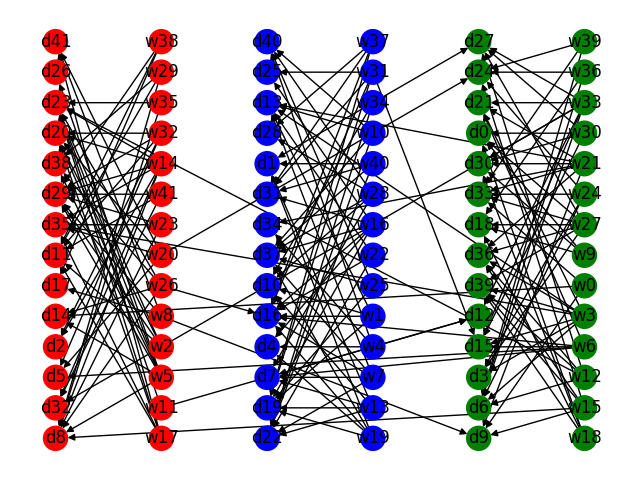 d41 w38 d40 w37 d27 w39
d26 w29 d25 w31 d24 w36
d23 w35 d13 w34 d21 w33
d20 w32 d28 w10 d0 w30
d38 w14 d1 w40 d30 w21
d29 w41 d31 w28 d33 w24
d35 w23 d34 w16 d18 w27
d11 w20 d37 w22 d36 w9
d17 w26 d10 w25 d39 w0
d14 w8 d16 w1 d12 w3
d2 w2 d4 w4 d15 w6
d5 w5 d7 w7 d3 w12
d32 w11 d19 w13 d6 w15
d8 w17 d22 w19 d9 w18